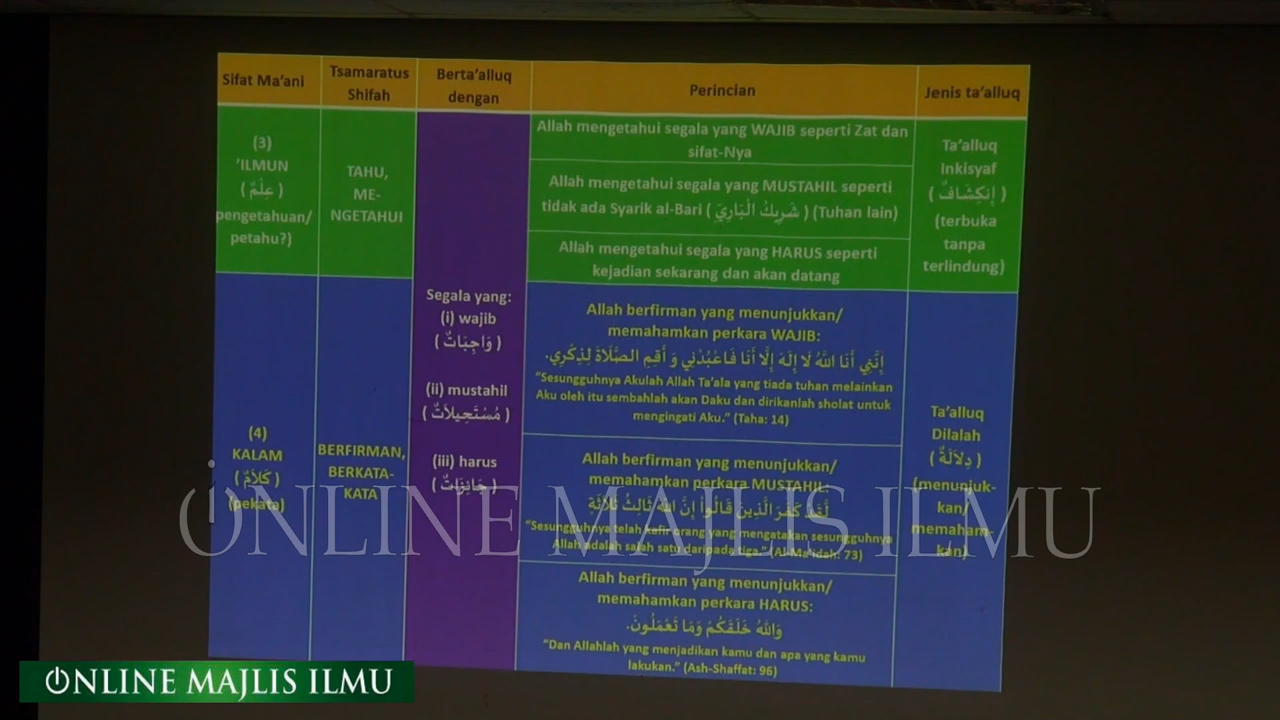 Sifat Ma'ani
Tsamaratus
Shifah
Berta'alluq
dengan
Perincian
Jenis ta'alluq
(3)
'ILMUN
( عِلْمٌ )
pengetahuan/
petahu?)
TAHU,
ME-
NGETAHUI
Segala yang:
(i) wajib
( وَاجِبَاتٌ )
(ii) mustahil
( مُسْتَحِيلاَتٌ )
(iii) harus
( جَائِزَاتٌ )
Allah mengetahui segala yang WAJIB seperti Zat dan
sifat-Nya
Allah mengetahui segala yang MUSTAHIL seperti
tidak ada Syarik al-Bari ( شَرِيكُ الْبَارِيّ ) (Tuhan lain)
Allah mengetahui segala yang HARUS seperti
kejadian sekarang dan akan datang
Ta'alluq
Inkisyaf
( إِنكِشَافٌ )
(terbuka
tanpa
terlindung)
(4)
KALAM
( كَلاَمٌ )
(pekata)
BERFIRMAN,
BERKATA-
KATA
Allah berfirman yang menunjukkan/
memahamkan perkara WAJIB:
إِنَّنِي أَنَا اللَّهُ لَا إِلَهَ إِلَّا أَنَا فَاعْبُدْنِي وَ أَقِمِ الصَّلَاةَ لِذِكْرِي.
“Sesungguhnya Akulah Allah Ta'ala yang tiada tuhan melainkan
Aku oleh itu sembahlah akan Daku dan dirikanlah sholat untuk
mengingati Aku.” (Taha: 14)
Allah berfirman yang menunjukkan/
memahamkan perkara MUSTAHIL:
لَّقَدْ كَفَرَ الَّذِينَ قَالُواْ إِنَّ اللّهَ ثَالِثُ ثَلاَثَةٍ
“Sesungguhnya telah kafir orang yang mengatakan sesungguhnya
Allah adalah salah satu daripada tiga.” (Al-Ma'idah: 73)
Allah berfirman yang menunjukkan/
memahamkan perkara HARUS:
وَاللَّهُ خَلَقَكُمْ وَمَا تَعْمَلُونَ.
“Dan Allahlah yang menjadikan kamu dan apa yang kamu
lakukan.” (Ash-Shaffat: 96)
Ta'alluq
Dilalah
( دِلاَلَةٌ )
(menunjuk-
kan/
memaham-
kan)
ONLINE MAJLIS ILMU
ONLINE MAJLIS ILMU